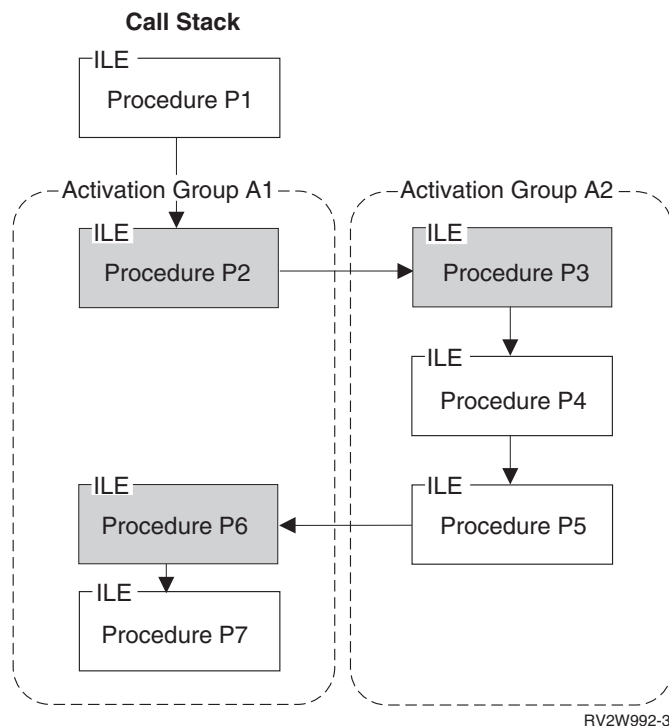 Call Stack
ILE
Procedure P1
Activation Group A1
Activation Group A2
ILE
Procedure P2
ILE
Procedure P3
ILE
Procedure P4
ILE
Procedure P6
ILE
Procedure P5
ILE
Procedure P7
RV2W992-3